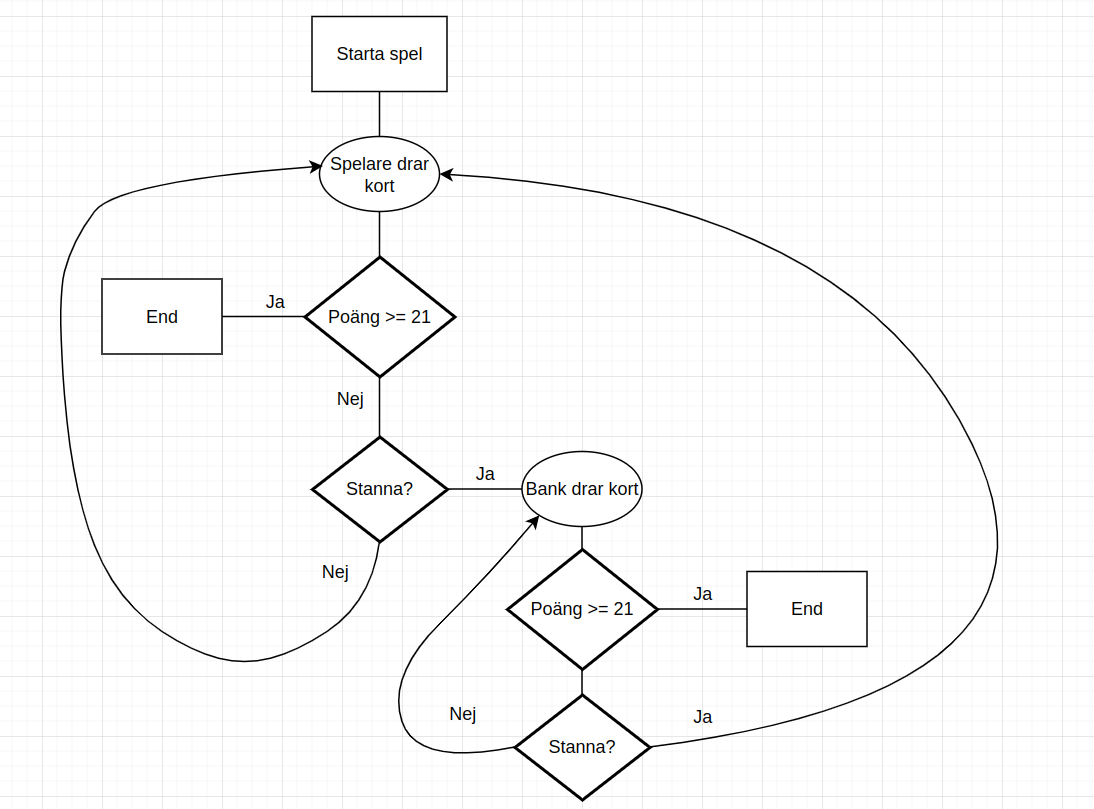 Starta spel
Spelare drar
kort
Ja
End
Poäng >= 21
Nej
Stanna?
Ja
Bank drar kort
Nej
Poäng >= 21
Ja
End
Nej
Ja
Stanna?